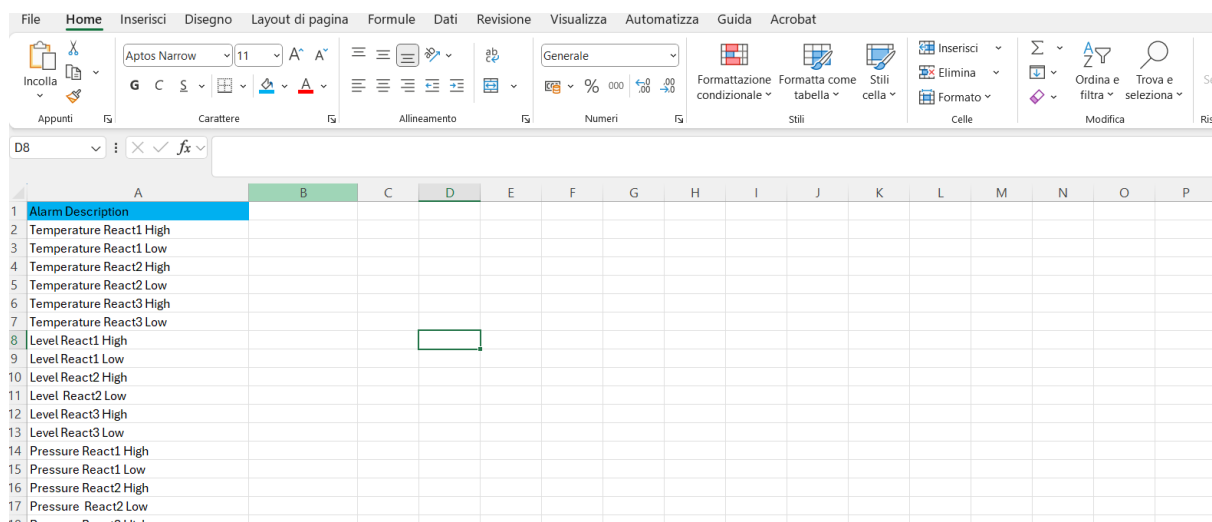 File Home Inserisci Disegno Layout di pagina Formule Dati Revisione Visualizza Automatizza Guida Acrobat
Incolla
Appunti
Aptos Narrow 11 A^ A˅
G C S A
Carattere
ab c
Allineamento
Generale
% 000 ,00 →,0
Numeri
Formattazione condizionale
Formatta come tabella
Stili cella
Stili
Inserisci
Elimina
Formato
Celle
Σ
Ordina e filtra
Trova e seleziona
Modifica
D8 fx
A B C D E F G H I J K L M N O P
1 Alarm Description
2 Temperature React1 High
3 Temperature React1 Low
4 Temperature React2 High
5 Temperature React2 Low
6 Temperature React3 High
7 Temperature React3 Low
8 Level React1 High
9 Level React1 Low
10 Level React2 High
11 Level  React2 Low
12 Level React3 High
13 Level React3 Low
14 Pressure React1 High
15 Pressure React1 Low
16 Pressure React2 High
17 Pressure  React2 Low